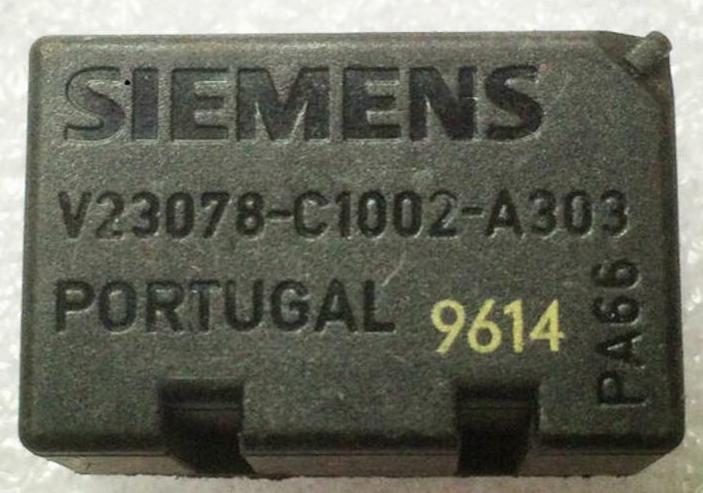 SIEMENS
V23078-C1002-A303
PORTUGAL 9614
PA66